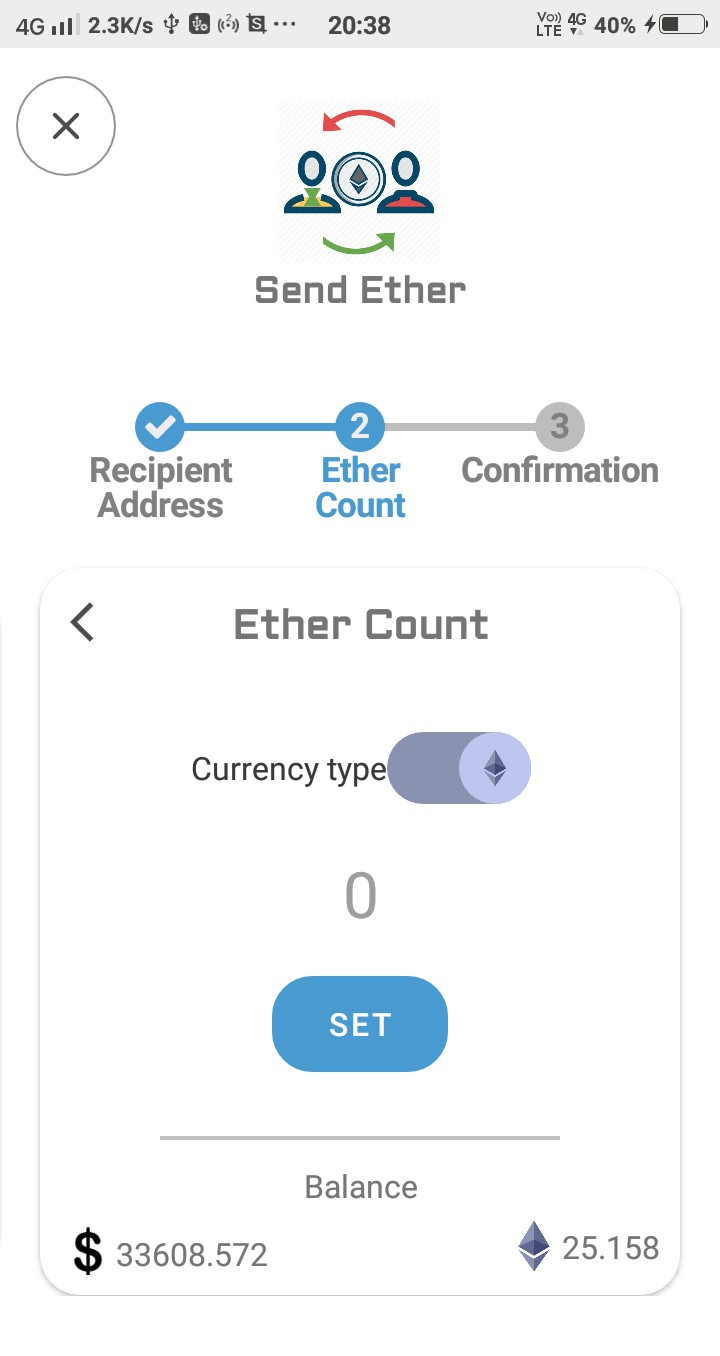 4G 2.3K/s 2 S ... 20:38 Vo)) LTE 4G 40%
Send Ether
2 3
Recipient Address
Ether Count
Confirmation
Ether Count
Currency type
0
SET
Balance
$ 33608.572 25.158